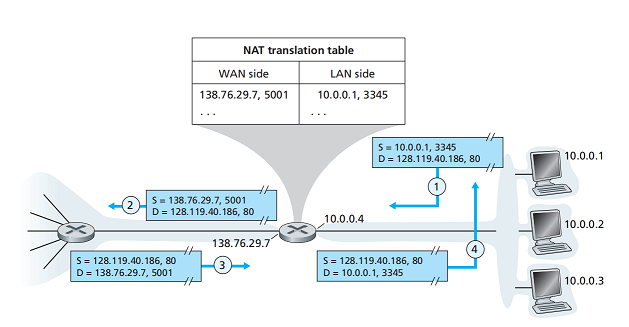 NAT translation table
WAN side LAN side
138.76.29.7, 5001 10.0.0.1, 3345
. . . . . .
S = 10.0.0.1, 3345
D = 128.119.40.186, 80
1
10.0.0.1
2
S = 138.76.29.7, 5001
D = 128.119.40.186, 80
10.0.0.4
10.0.0.2
138.76.29.7
S = 128.119.40.186, 80
D = 138.76.29.7, 5001
3
S = 128.119.40.186, 80
D = 10.0.0.1, 3345
4
10.0.0.3